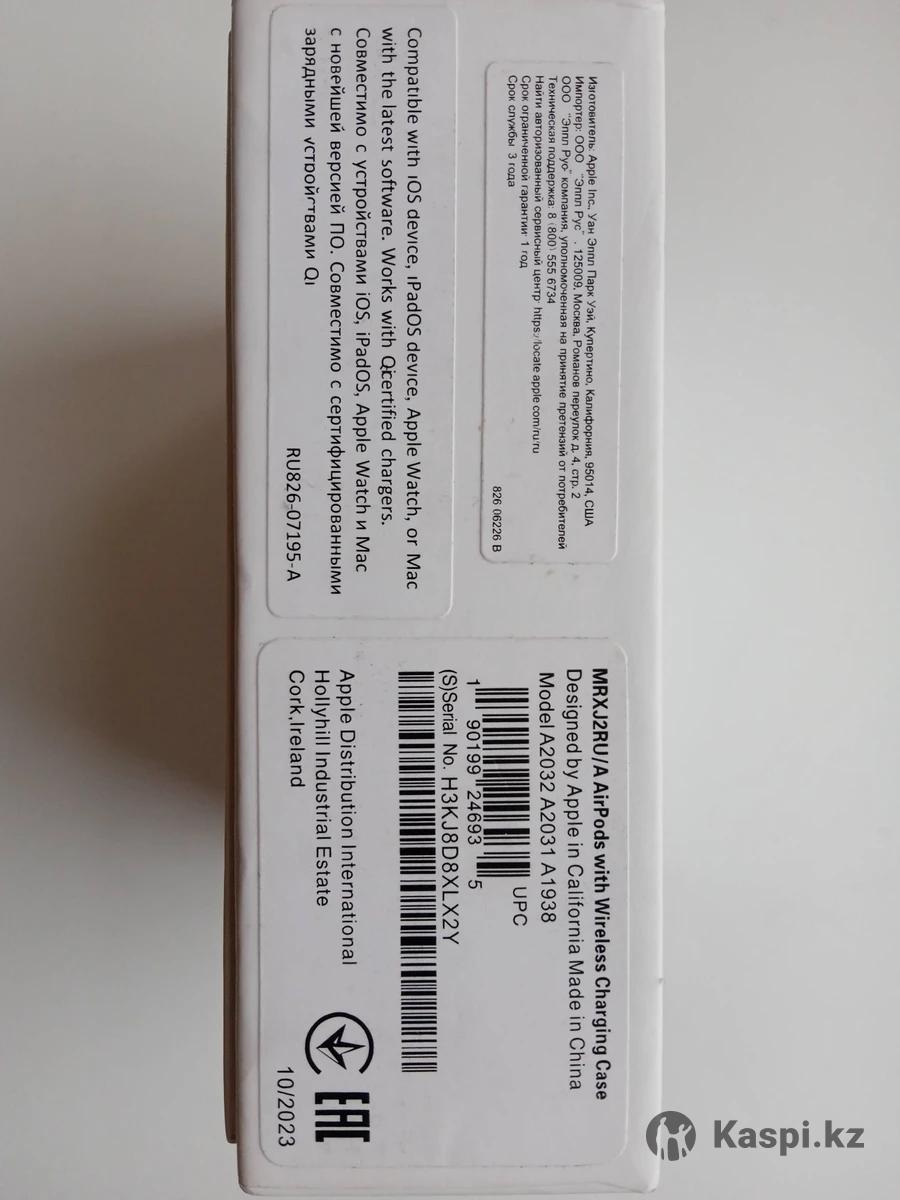 Изготовитель: Apple Inc., Уан Эппл Парк Уэй, Купертино, Калифорния, 95014, США
Импортер: ООО "Эппл Рус", 125009, Москва, Романов переулок д. 4, стр. 2
ООО "Эппл Рус" компания, уполномоченная на принятие претензий от потребителей
Техническая поддержка: 8 (800) 555 6734
Найти авторизованный сервисный центр: https://locate.apple.com/ru/ru
Срок ограниченной гарантии: 1 год
Срок службы 3 года
826 06226 B
Compatible with iOS device, iPadOS device, Apple Watch, or Mac
with the latest software. Works with Qicertified chargers.
Совместимо с устройствами iOS, iPadOS, Apple Watch и Mac
с новейшей версией ПО. Совместимо с сертифицированными
зарядными устройствами Qi
RU826-07195-A
MRXJ2RU/A AirPods with Wireless Charging Case
Designed by Apple in California Made in China
Model A2032 A2031 A1938
UPC
1 90199 24693 5
(S)Serial No. H3KJ8D8XLX2Y
Apple Distribution International
Hollyhill Industrial Estate
Cork,Ireland
EAC
10/2023
Kaspi.kz